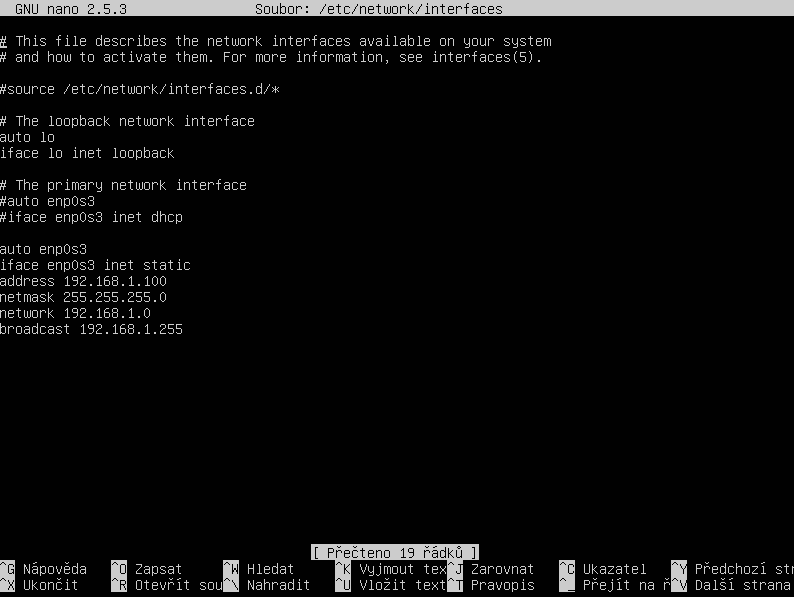 GNU nano 2.5.3 Soubor: /etc/network/interfaces
# This file describes the network interfaces available on your system
# and how to activate them. For more information, see interfaces(5).
#source /etc/network/interfaces.d/*
# The loopback network interface
auto lo
iface lo inet loopback
# The primary network interface
#auto enp0s3
#iface enp0s3 inet dhcp
auto enp0s3
iface enp0s3 inet static
address 192.168.1.100
netmask 255.255.255.0
network 192.168.1.0
broadcast 192.168.1.255
[ Přečteno 19 řádků ]
^G Nápověda ^O Zapsat ^W Hledat ^K Vyjmout tex^J Zarovnat ^C Ukazatel ^Y Předchozí str
^X Ukončit ^R Otevřít sou^\ Nahradit ^U Vložit text^T Pravopis ^_ Přejít na ř^V Další strana